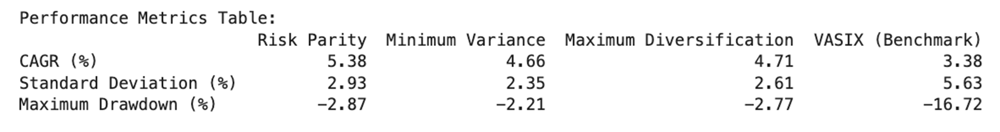 Performance Metrics Table:
Risk Parity Minimum Variance Maximum Diversification VASIX (Benchmark)
CAGR (%) 5.38 4.66 4.71 3.38
Standard Deviation (%) 2.93 2.35 2.61 5.63
Maximum Drawdown (%) -2.87 -2.21 -2.77 -16.72